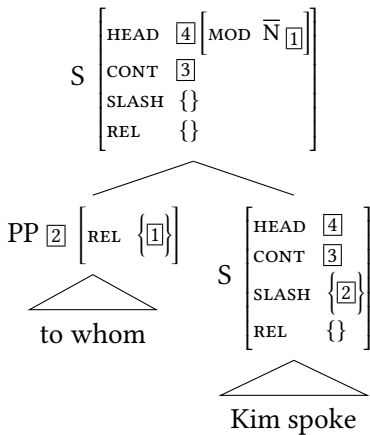 S [HEAD 4[MOD N̅ 1]
CONT 3
SLASH {}
REL {}]
PP 2 [REL {1}]
S [HEAD 4
CONT 3
SLASH {2}
REL {}]
to whom
Kim spoke